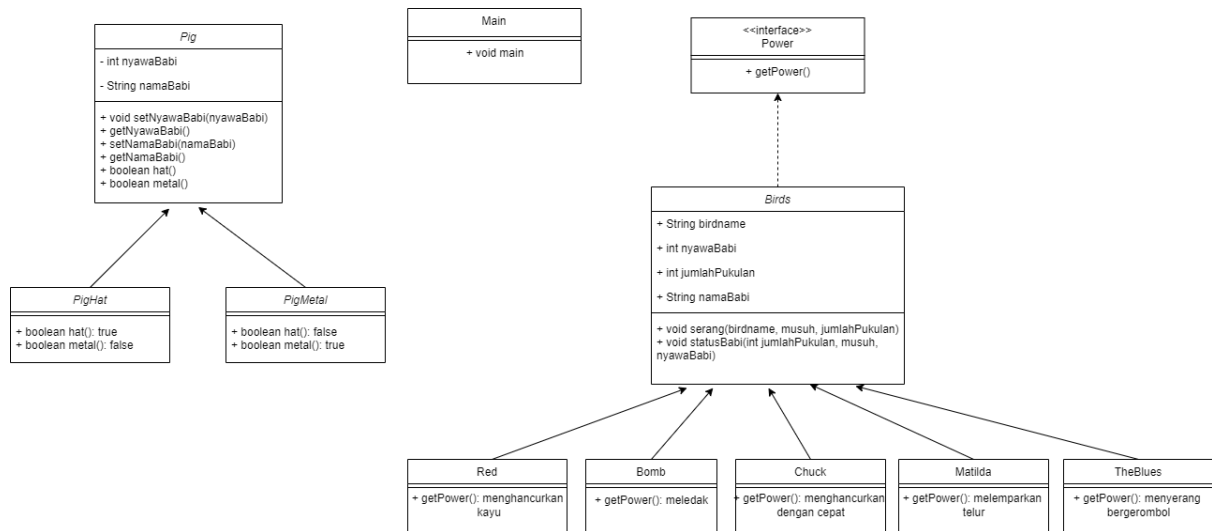 Pig
- int nyawaBabi
- String namaBabi
+ void setNyawaBabi(nyawaBabi)
+ getNyawaBabi()
+ setNamaBabi(namaBabi)
+ getNamaBabi()
+ boolean hat()
+ boolean metal()
Main
+ void main
<<interface>>
Power
+ getPower()
PigHat
+ boolean hat(): true
+ boolean metal(): false
PigMetal
+ boolean hat(): false
+ boolean metal(): true
Birds
+ String birdname
+ int nyawaBabi
+ int jumlahPukulan
+ String namaBabi
+ void serang(birdname, musuh, jumlahPukulan)
+ void statusBabi(int jumlahPukulan, musuh,
nyawaBabi)
Red
+ getPower(): menghancurkan
kayu
Bomb
+ getPower(): meledak
Chuck
+ getPower(): menghancurkan
dengan cepat
Matilda
+ getPower(): melemparkan
telur
TheBlues
+ getPower(): menyerang
bergerombol